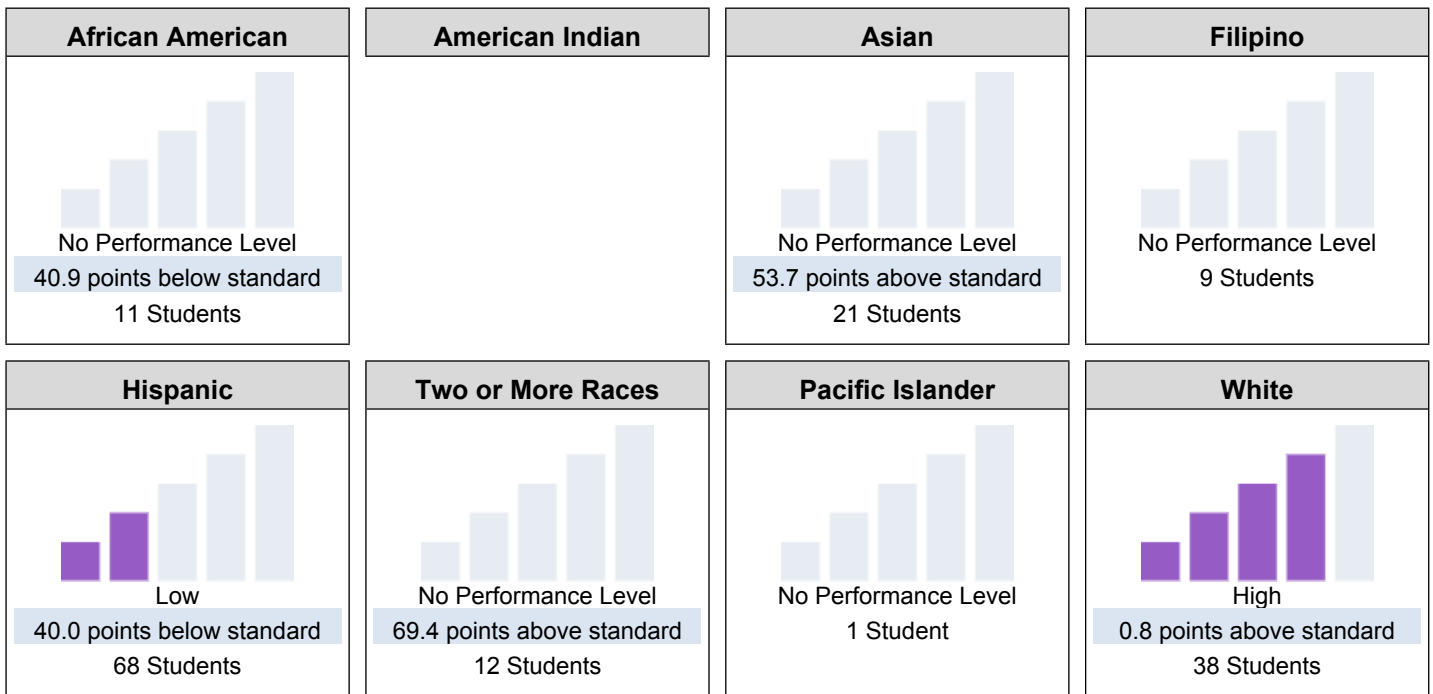 African American
No Performance Level
40.9 points below standard
11 Students
American Indian
Asian
No Performance Level
53.7 points above standard
21 Students
Filipino
No Performance Level
9 Students
Hispanic
Low
40.0 points below standard
68 Students
Two or More Races
No Performance Level
69.4 points above standard
12 Students
Pacific Islander
No Performance Level
1 Student
White
High
0.8 points above standard
38 Students